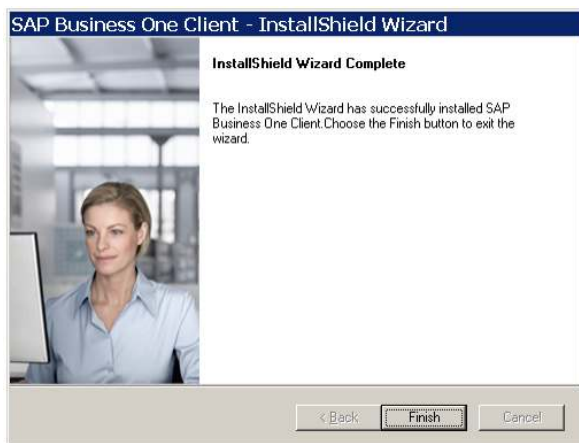 SAP Business One Client - InstallShield Wizard
InstallShield Wizard Complete
The InstallShield Wizard has successfully installed SAP
Business One Client.Choose the Finish button to exit the
wizard.
< Back
Finish
Cancel